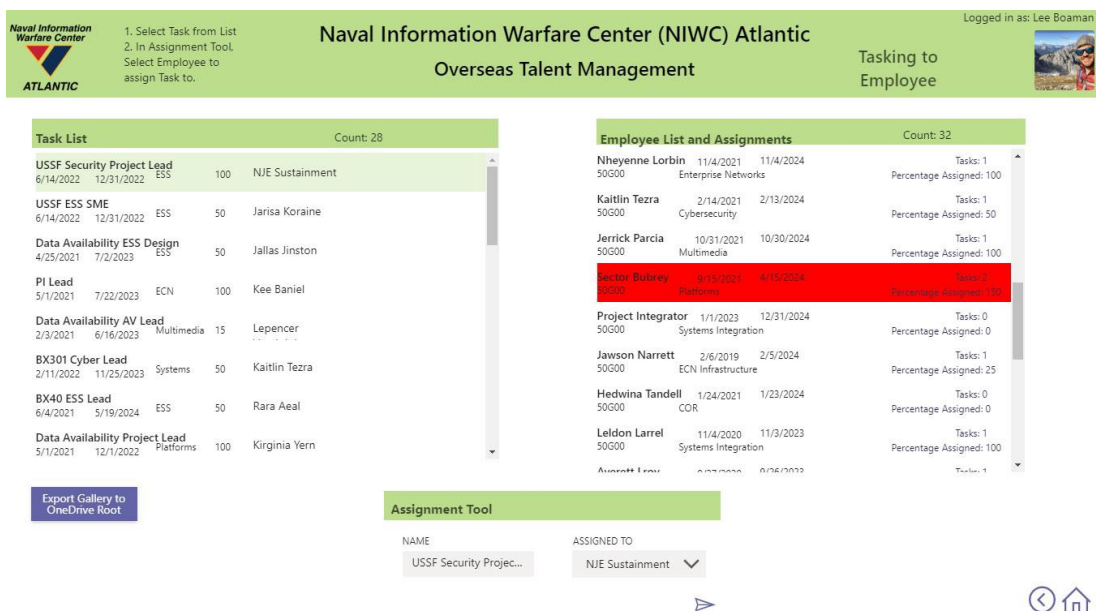 Logged in as: Lee Boaman
Naval Information
Warfare Center
ATLANTIC
1. Select Task from List
2. In Assignment Tool,
Select Employee to
assign Task to.
Naval Information Warfare Center (NIWC) Atlantic
Overseas Talent Management
Tasking to
Employee
Task List Count: 28
USSF Security Project Lead
6/14/2022 12/31/2022 ESS 100 NJE Sustainment
USSF ESS SME
6/14/2022 12/31/2022 ESS 50 Jarisa Koraine
Data Availability ESS Design
4/25/2021 7/2/2023 ESS 50 Jallas Jinston
PI Lead
5/1/2021 7/22/2023 ECN 100 Kee Baniel
Data Availability AV Lead
2/3/2021 6/16/2023 Multimedia 15 Lepencer
BX301 Cyber Lead
2/11/2022 11/25/2023 Systems 50 Kaitlin Tezra
BX40 ESS Lead
6/4/2021 5/19/2024 ESS 50 Rara Aeal
Data Availability Project Lead
5/1/2021 12/1/2022 Platforms 100 Kirginia Yern
Employee List and Assignments Count: 32
Nheyenne Lorbin 11/4/2021 11/4/2024 Tasks: 1
50G00 Enterprise Networks Percentage Assigned: 100
Kaitlin Tezra 2/14/2021 2/13/2024 Tasks: 1
50G00 Cybersecurity Percentage Assigned: 50
Jerrick Parcia 10/31/2021 10/30/2024 Tasks: 1
50G00 Multimedia Percentage Assigned: 100
Sector Bubrey 9/15/2021 4/15/2024 Tasks: 2
50G00 Platforms Percentage Assigned: 150
Project Integrator 1/1/2023 12/31/2024 Tasks: 0
50G00 Systems Integration Percentage Assigned: 0
Jawson Narrett 2/6/2019 2/5/2024 Tasks: 1
50G00 ECN Infrastructure Percentage Assigned: 25
Hedwina Tandell 1/24/2021 1/23/2024 Tasks: 0
50G00 COR Percentage Assigned: 0
Leldon Larrel 11/4/2020 11/3/2023 Tasks: 1
50G00 Systems Integration Percentage Assigned: 100
Export Gallery to
OneDrive Root
Assignment Tool
NAME ASSIGNED TO
USSF Security Projec... NJE Sustainment